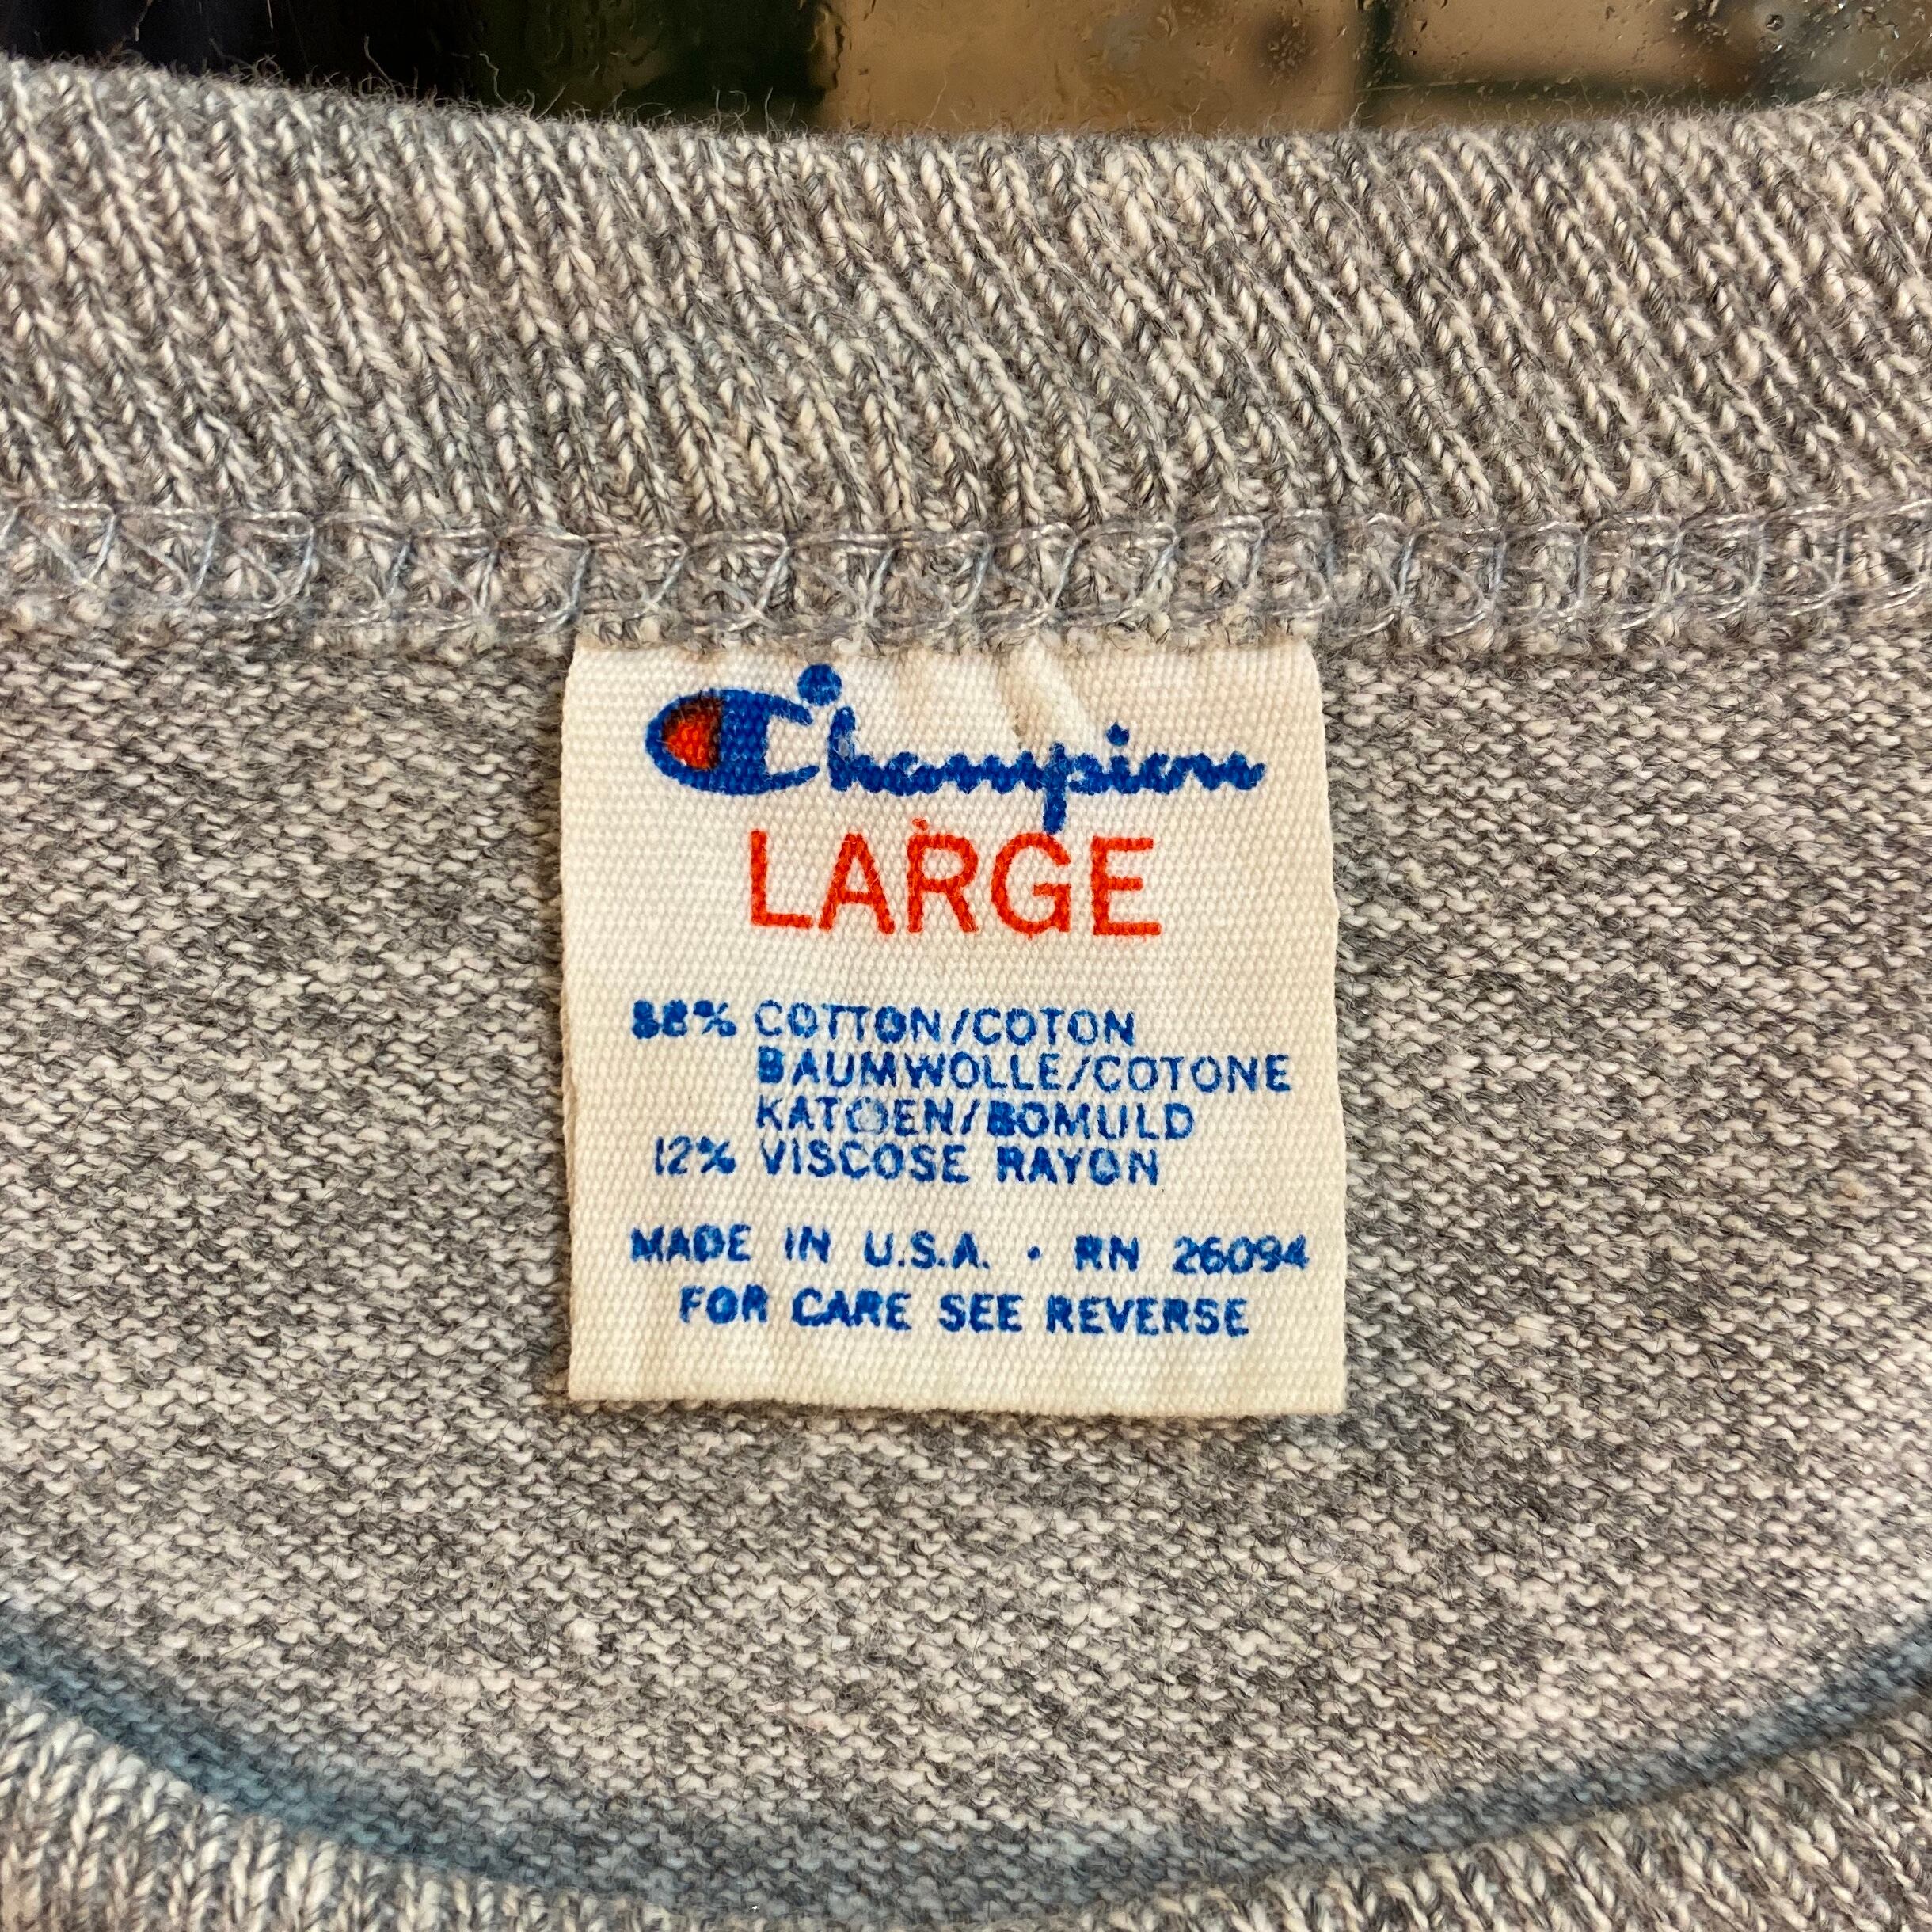 Champion
LARGE
88% COTTON/COTON
BAUMWOLLE/COTONE
KATOEN/BOMULD
12% VISCOSE RAYON
MADE IN U.S.A. • RN 26094
FOR CARE SEE REVERSE